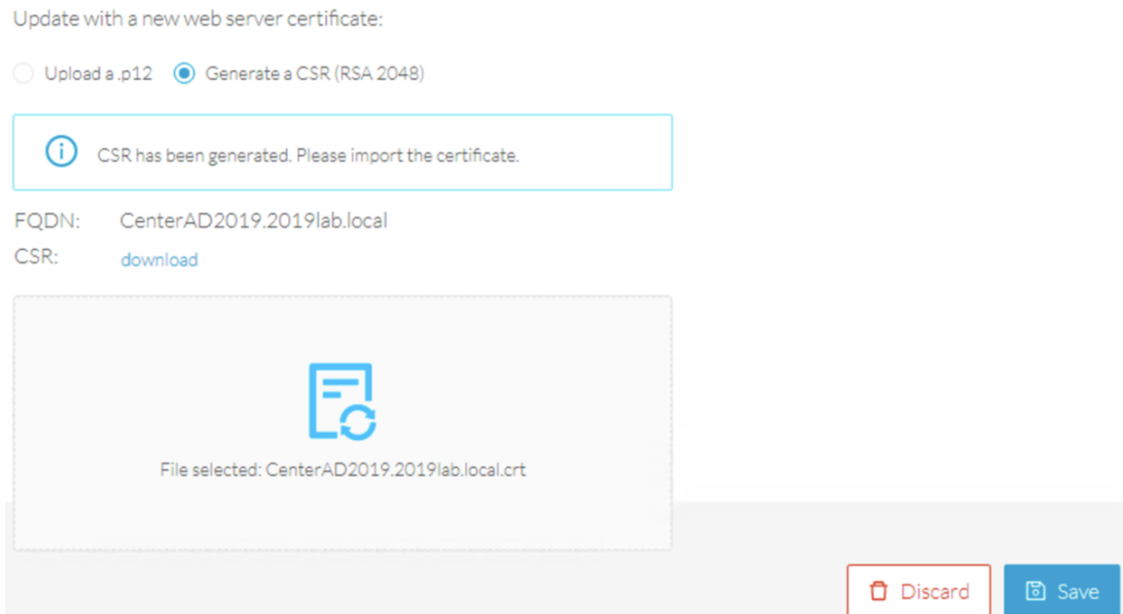 Update with a new web server certificate:
Upload a .p12 Generate a CSR (RSA 2048)
CSR has been generated. Please import the certificate.
FQDN: CenterAD2019.2019lab.local
CSR: download
File selected: CenterAD2019.2019lab.local.crt
Discard Save